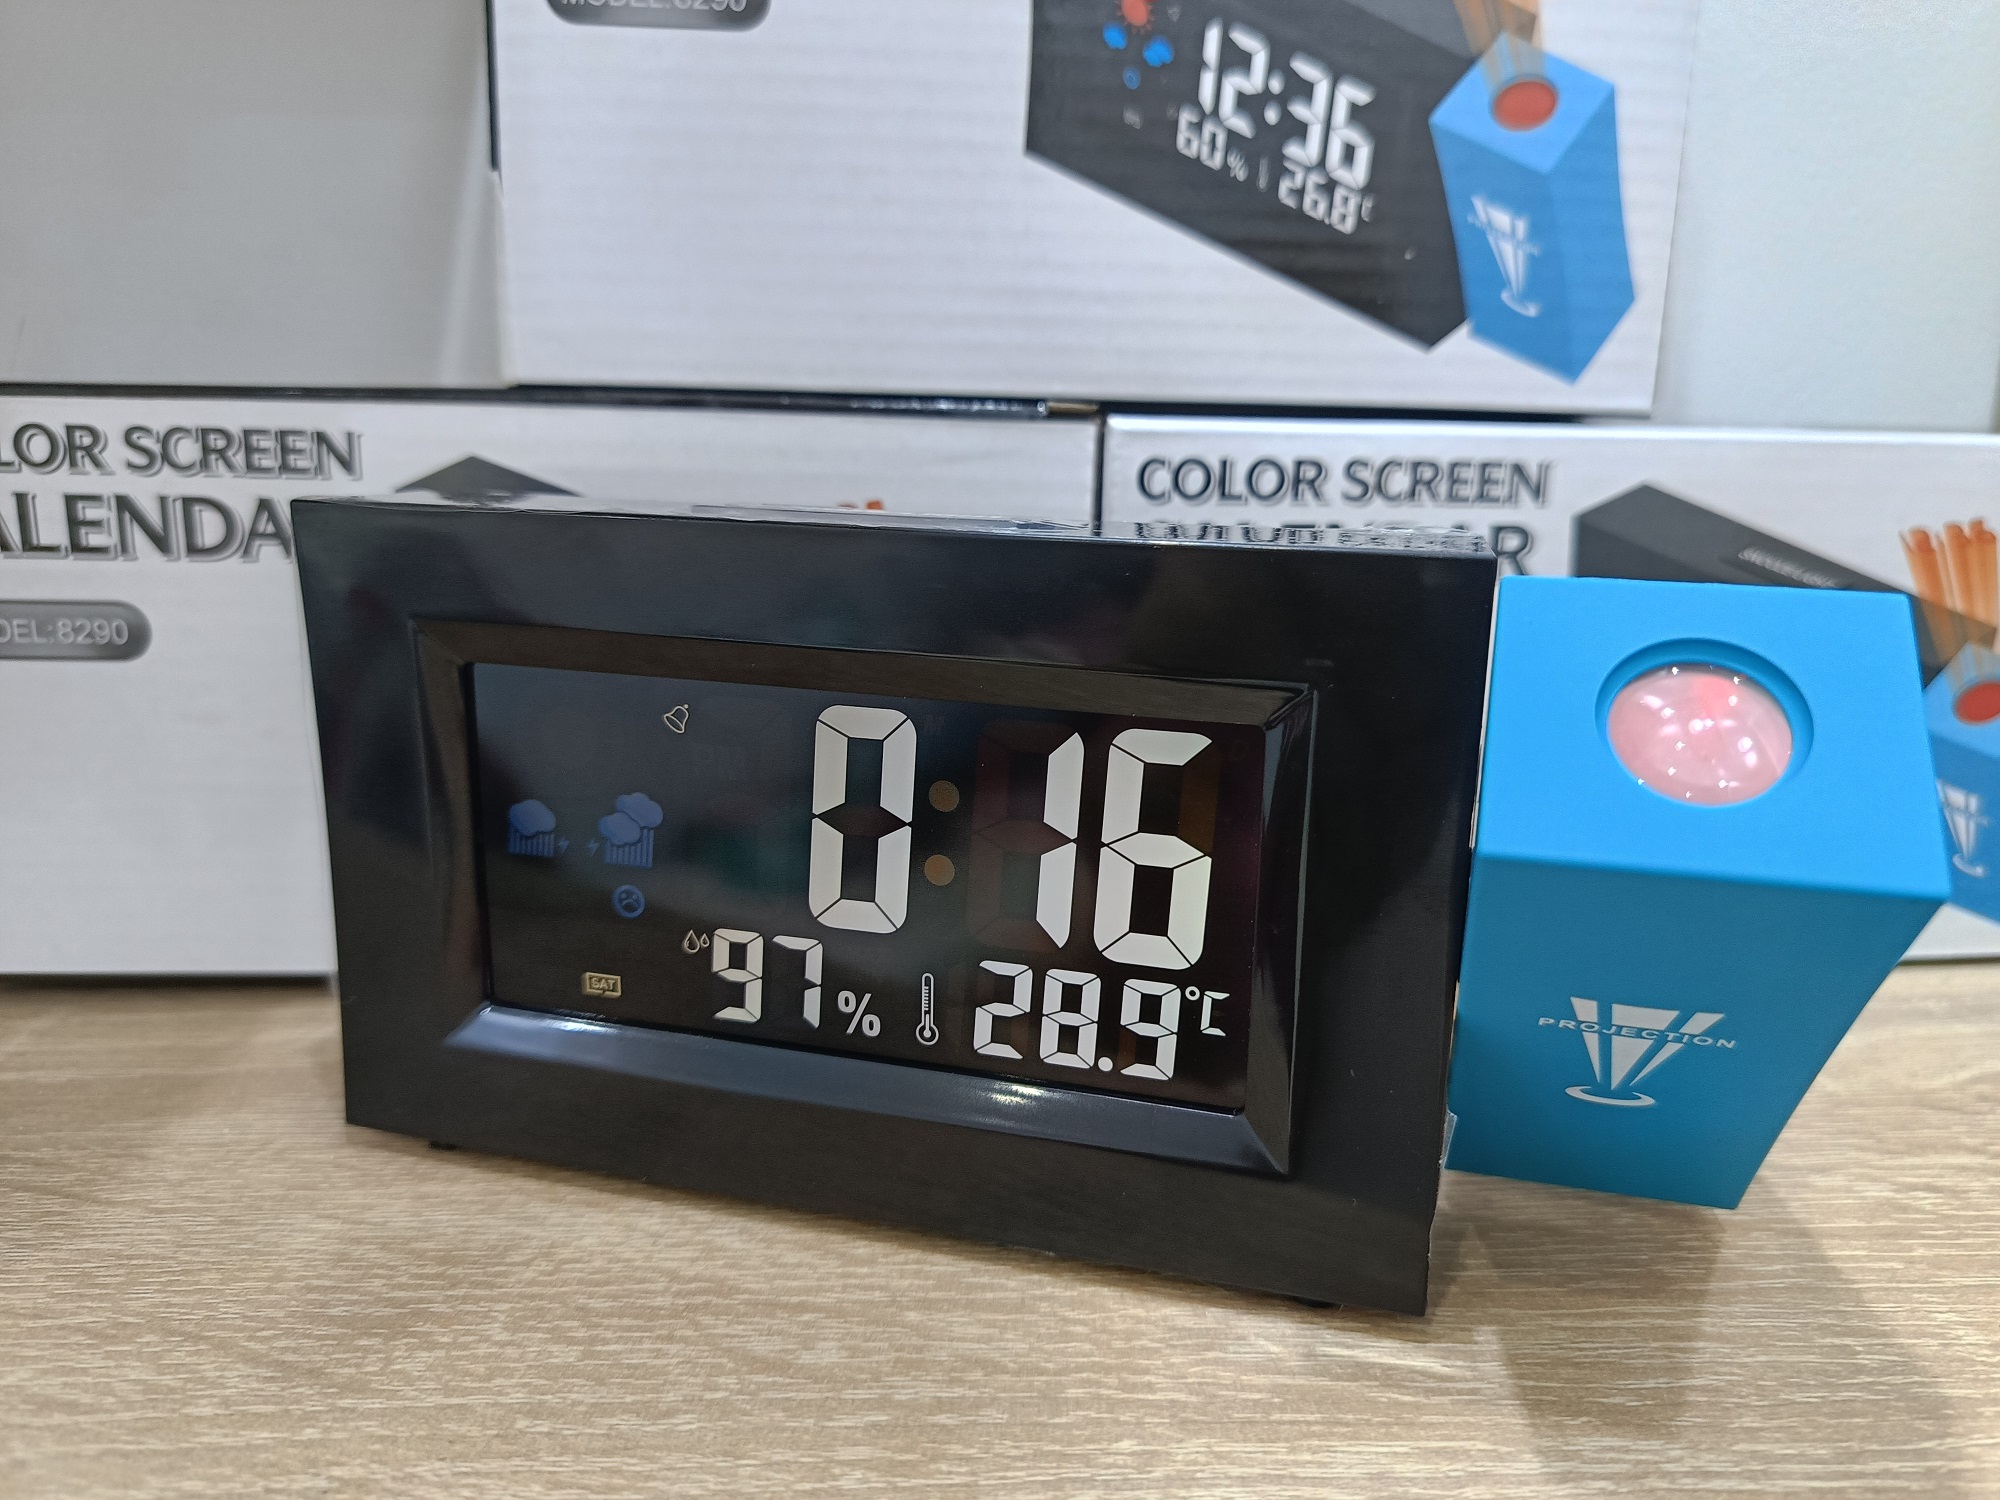 MODEL:8290
12:36
60% 26.8
LOR SCREEN
ALENDA
DEL:8290
COLOR SCREEN
0:16
97% 28.9°C
SAT
PROJECTION